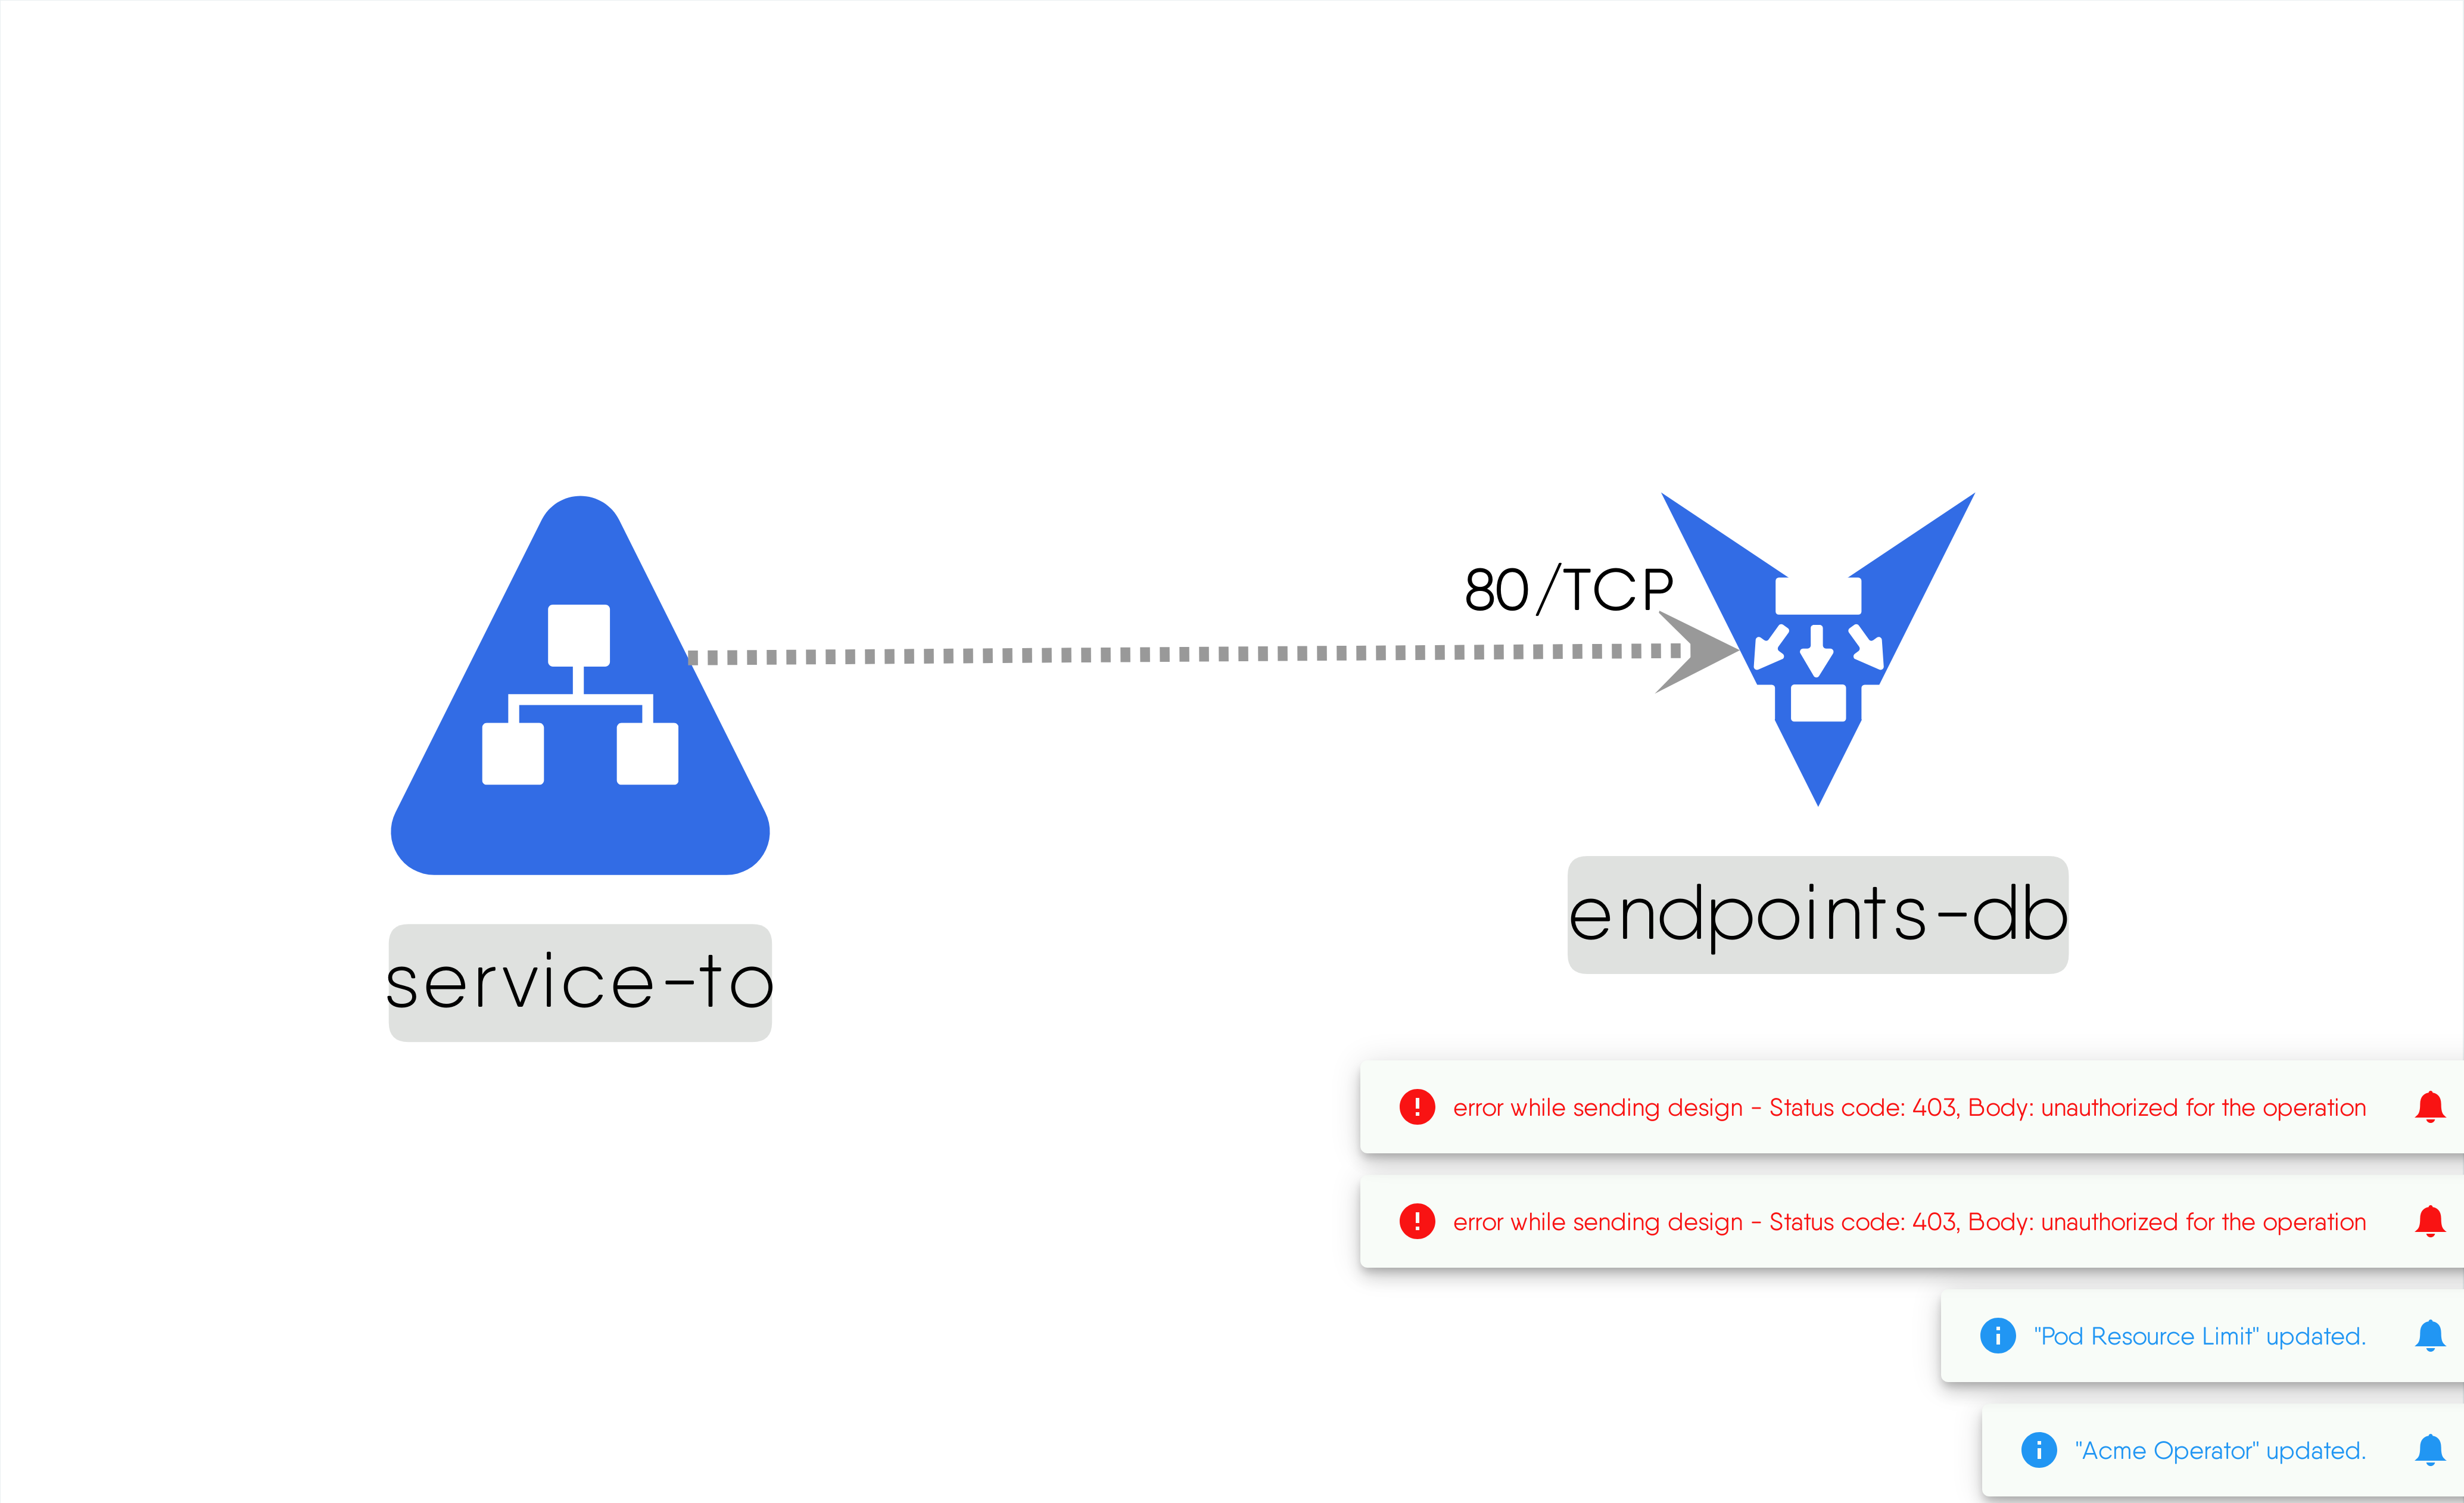 80/TCP
endpoints-db
service-to
error while sending design - Status code: 403, Body: unauthorized for the operation
error while sending design - Status code: 403, Body: unauthorized for the operation
"Pod Resource Limit" updated.
"Acme Operator" updated.